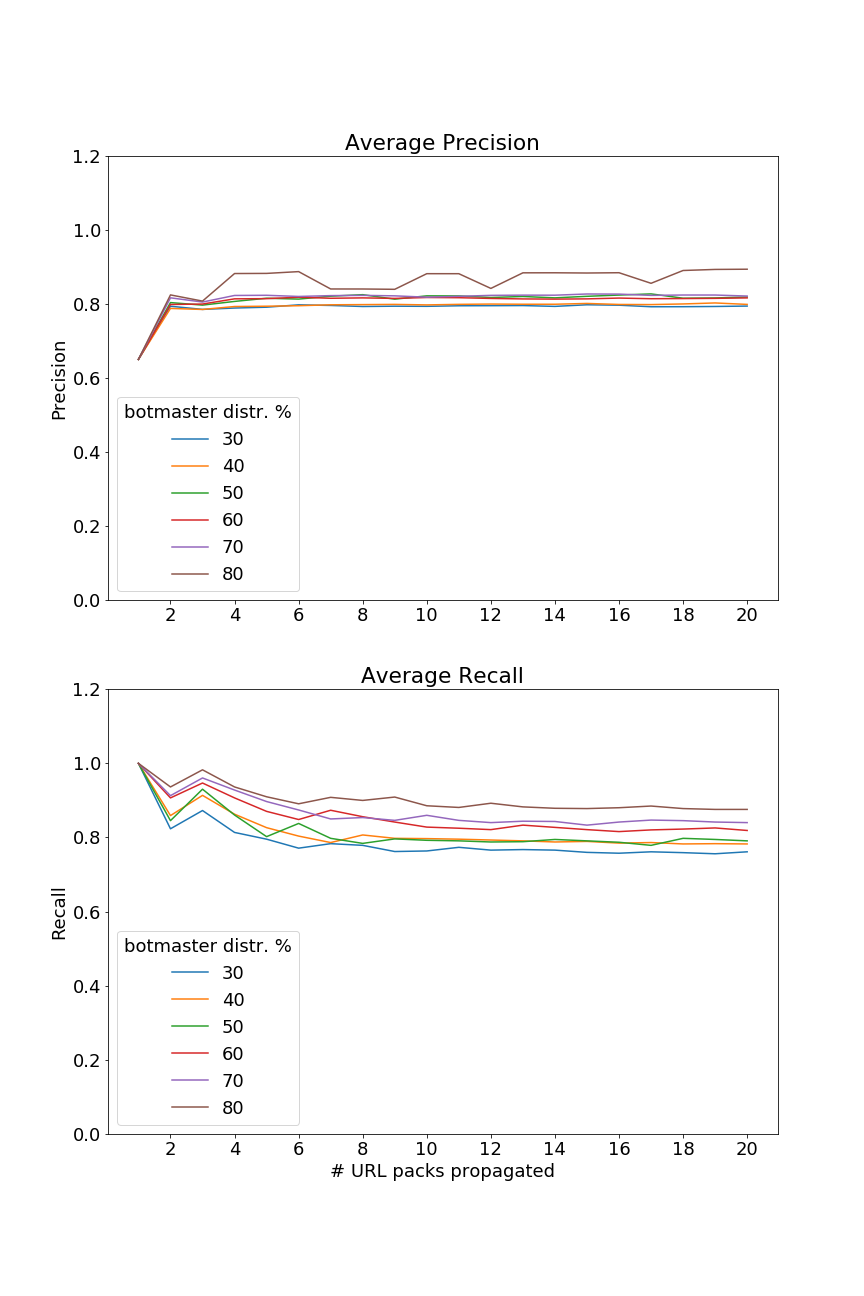 Average Precision
1.2
1.0
0.8
0.6
0.4
0.2
0.0
Precision
botmaster distr. %
30
40
50
60
70
80
2 4 6 8 10 12 14 16 18 20
Average Recall
1.2
1.0
0.8
0.6
0.4
0.2
0.0
Recall
botmaster distr. %
30
40
50
60
70
80
2 4 6 8 10 12 14 16 18 20
# URL packs propagated